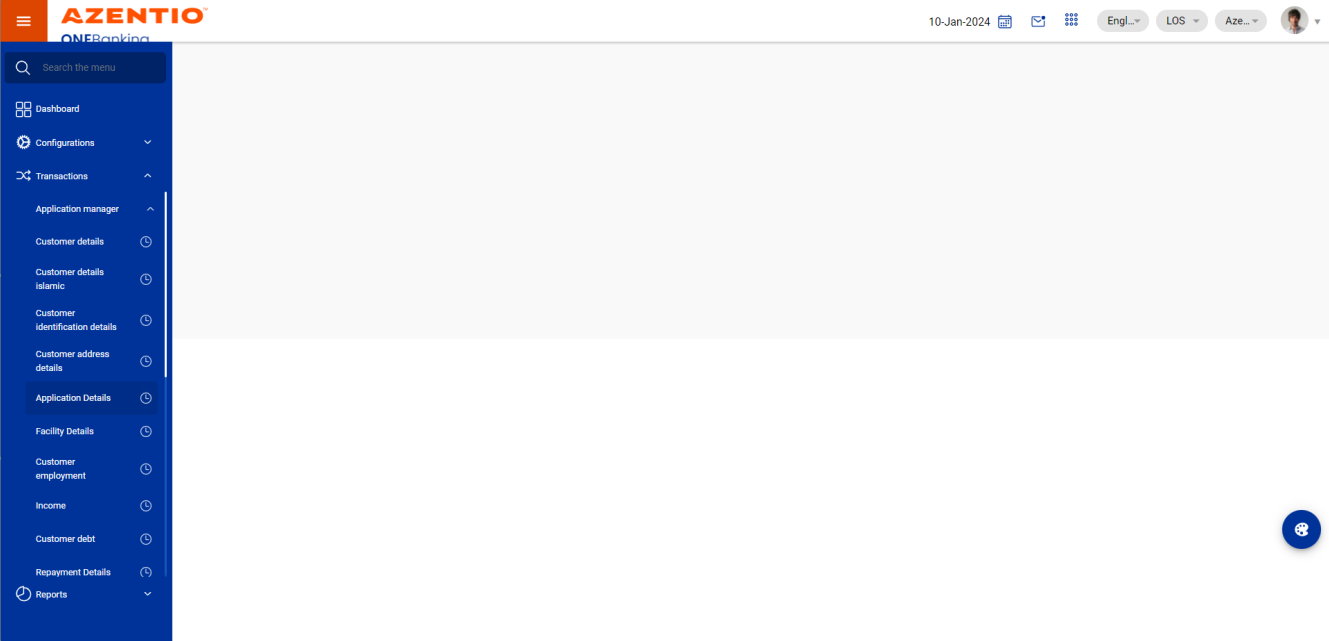 AZENTIO™
ONEBanking
10-Jan-2024
Engl...
LOS
Aze...
Search the menu
Dashboard
Configurations
Transactions
Application manager
Customer details
Customer details
islamic
Customer
identification details
Customer address
details
Application Details
Facility Details
Customer
employment
Income
Customer debt
Repayment Details
Reports